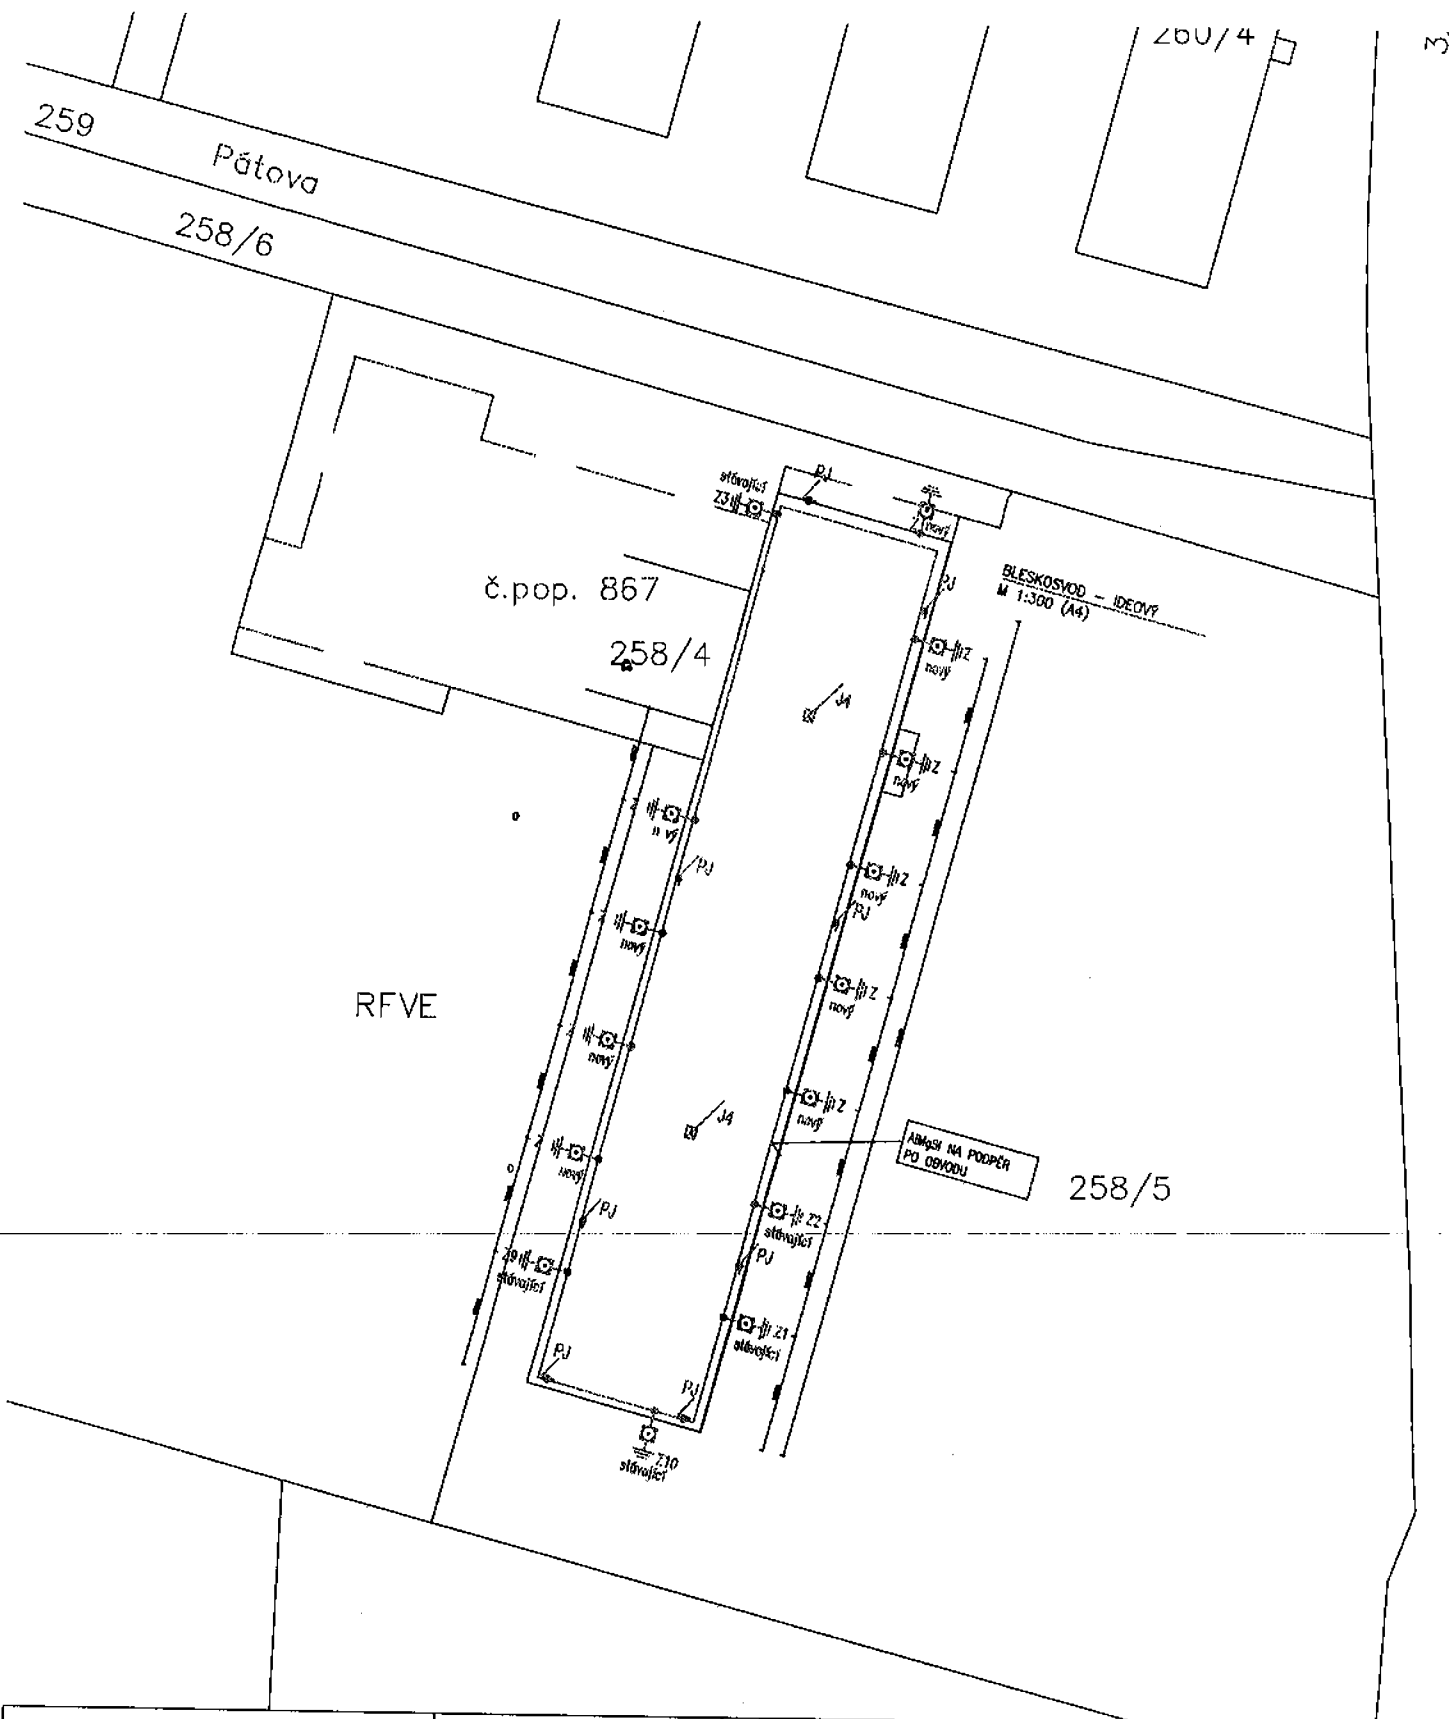 260/4
3,
259
Pátova
258/6
PJ
stávající
Z3
Z
nový
č.pop. 867
PJ
BLESKOSVOD - IDEOVÝ
M 1:300 (A4)
258/4
Z
nový
J4
Z
nový
Z
n vý
PJ
Z
nový
PJ
Z
nový
Z
nový
RFVE
Z
nový
Z
nový
J4
AlMgSi NA PODPĚR
PO OBVODU
Z
nový
258/5
PJ
Z2
stávající
PJ
Z9
stávající
Z1
stávající
PJ
PJ
Z10
stávající